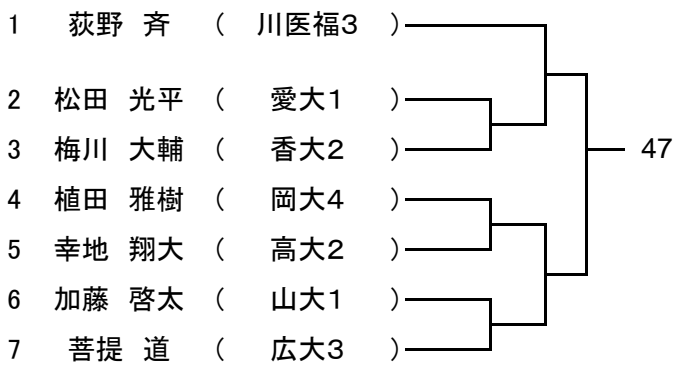 1 荻野 斉 ( 川医福3 )
2 松田 光平 ( 愛大1 )
3 梅川 大輔 ( 香大2 )
47
4 植田 雅樹 ( 岡大4 )
5 幸地 翔大 ( 高大2 )
6 加藤 啓太 ( 山大1 )
7 菩提 道 ( 広大3 )